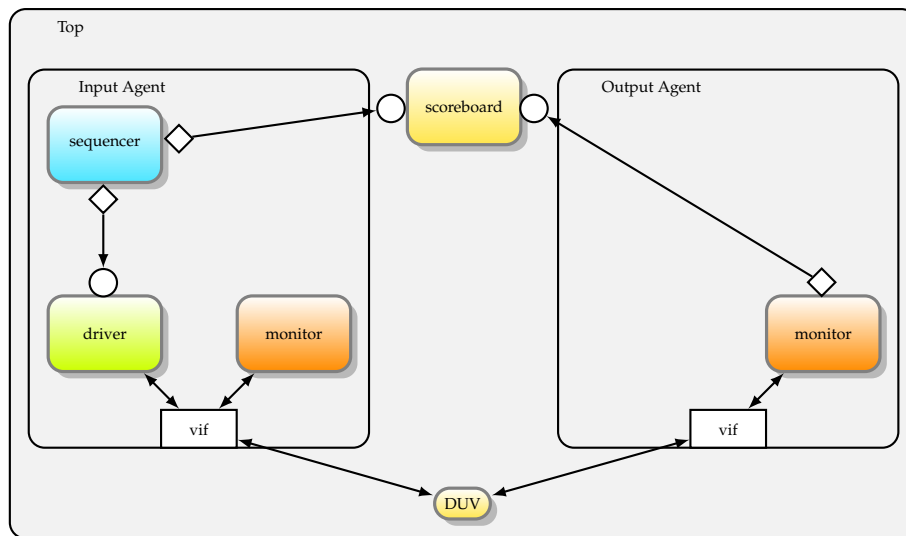 Top
Input Agent
scoreboard
Output Agent
sequencer
driver
monitor
monitor
vif
vif
DUV